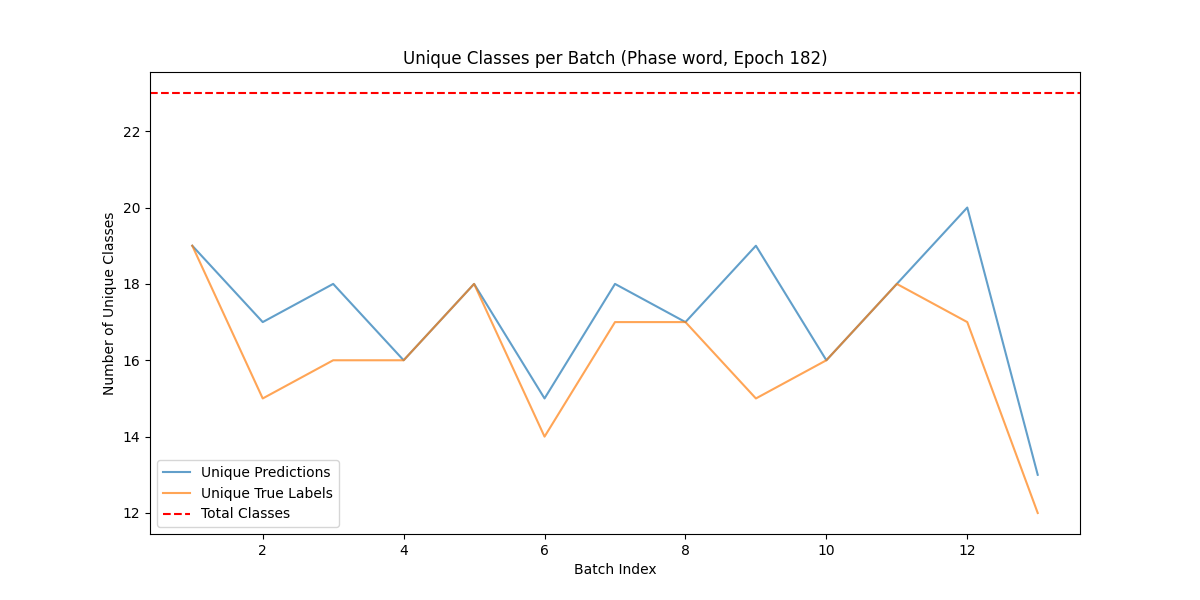 Unique Classes per Batch (Phase word, Epoch 182)
Number of Unique Classes
22
20
18
16
14
12
Unique Predictions
Unique True Labels
Total Classes
2 4 6 8 10 12
Batch Index